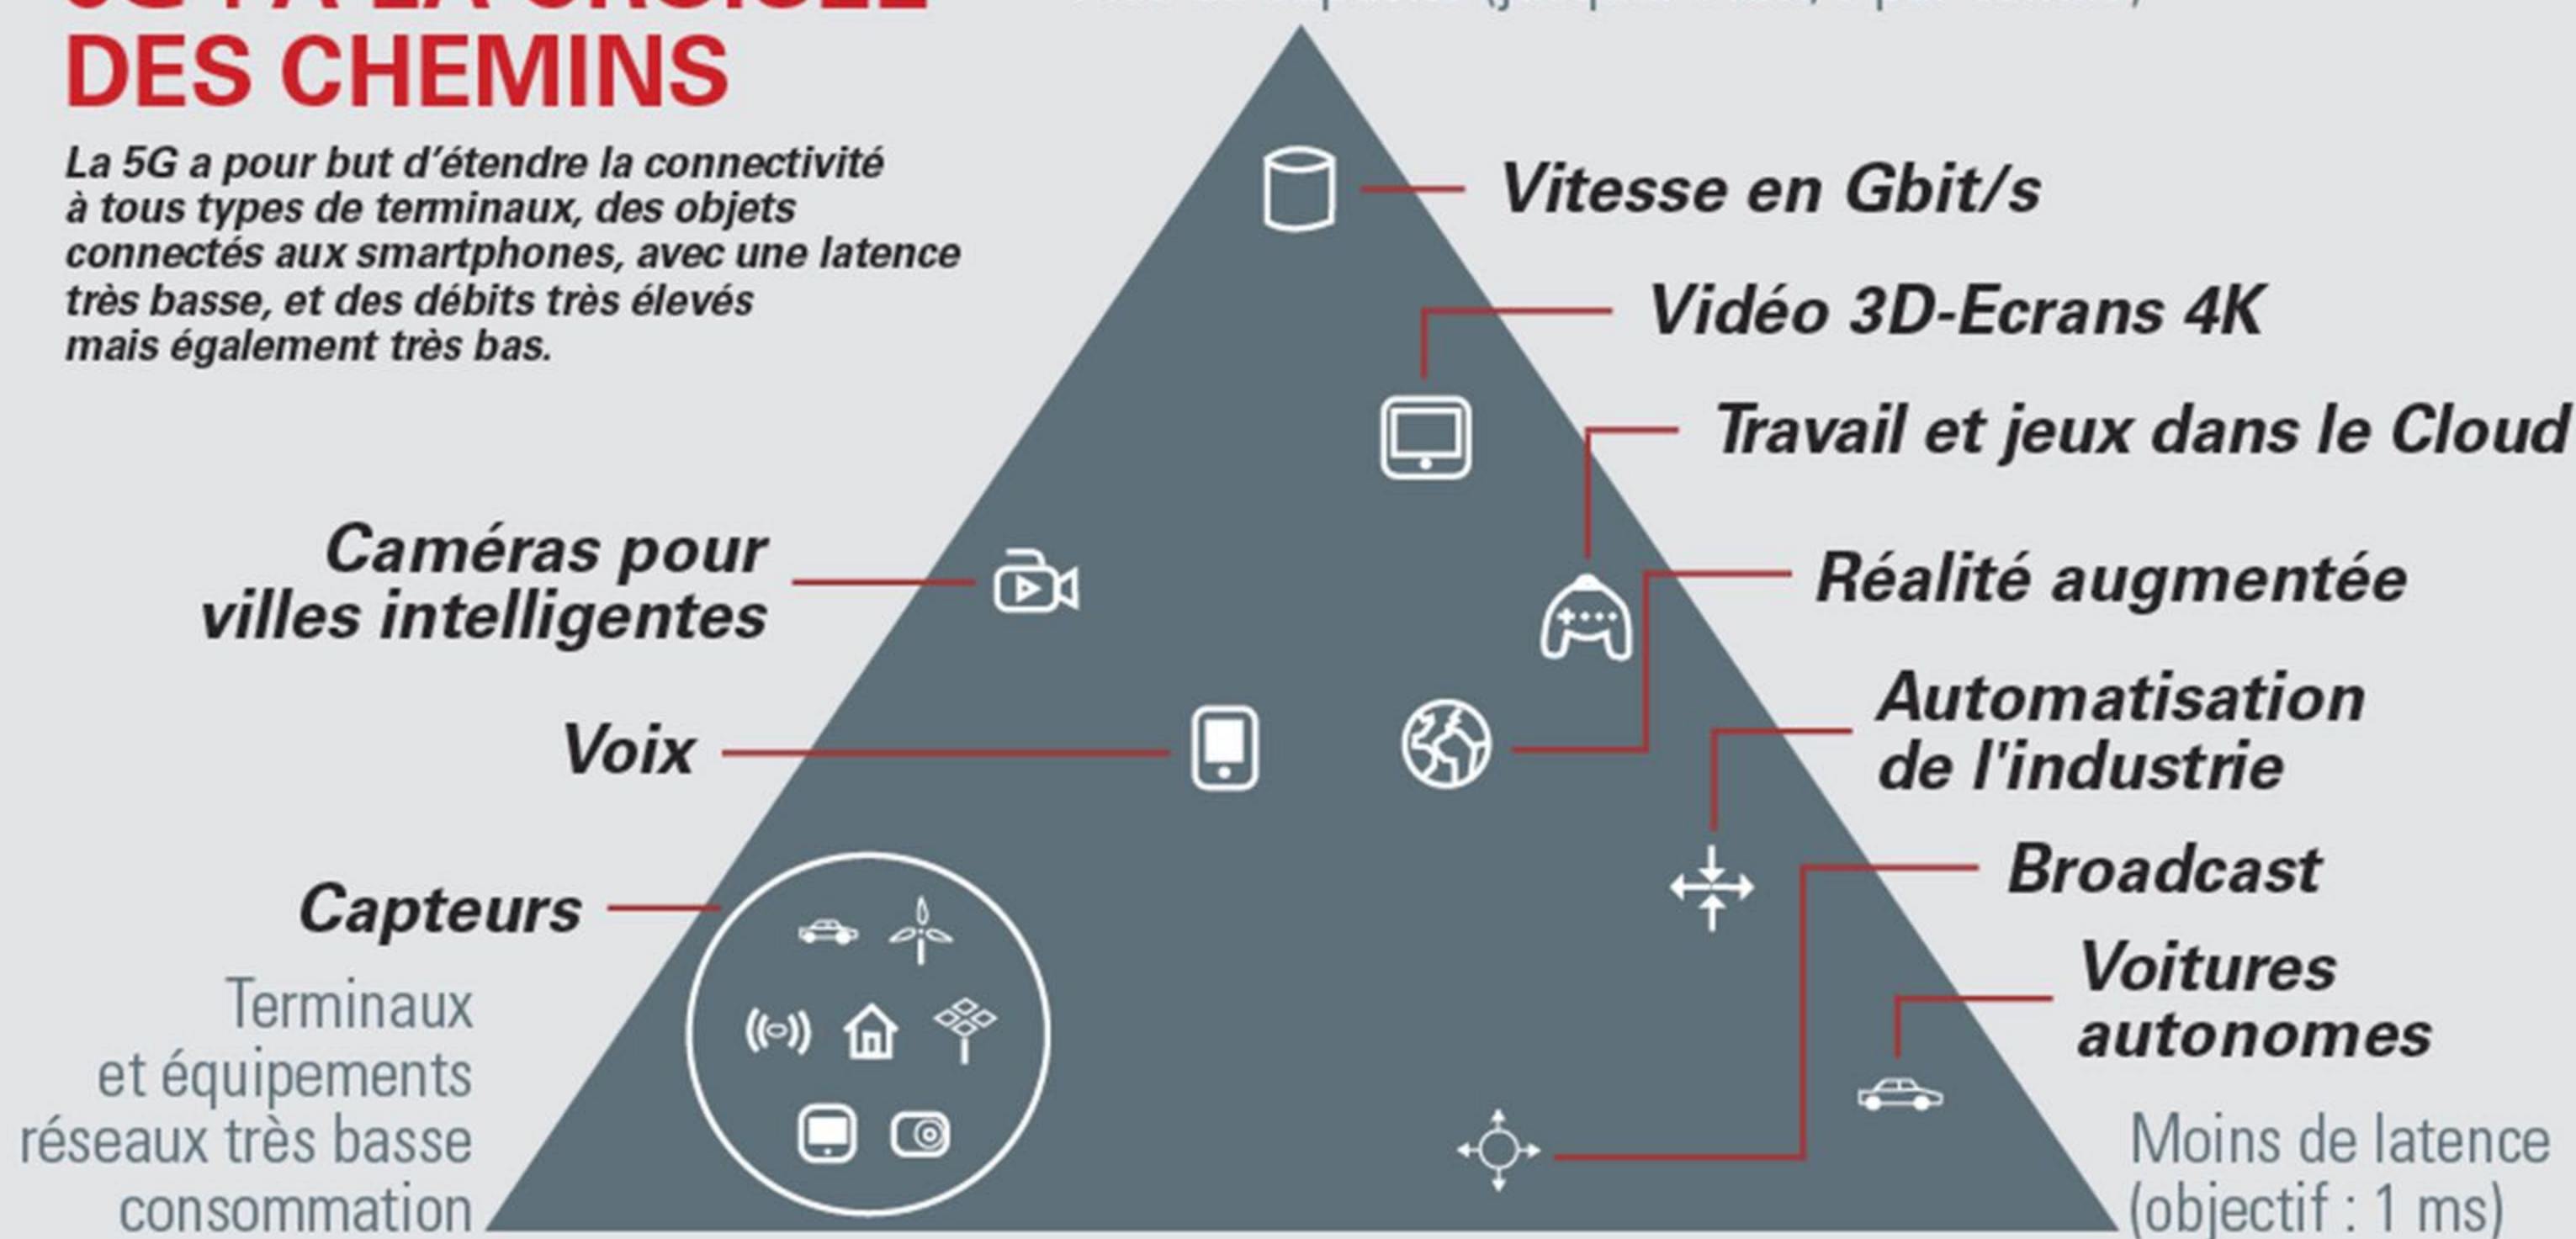 DES CHEMINS
La 5G a pour but d'étendre la connectivité
à tous types de terminaux, des objets
connectés aux smartphones, avec une latence
très basse, et des débits très élevés
mais également très bas.
Vitesse en Gbit/s
Vidéo 3D-Ecrans 4K
Travail et jeux dans le Cloud
Caméras pour
villes intelligentes
Réalité augmentée
Voix
Automatisation
de l'industrie
Capteurs
Broadcast
Voitures
autonomes
Terminaux
et équipements
réseaux très basse
consommation
Moins de latence
(objectif : 1 ms)